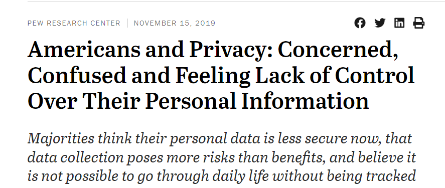 PEW RESEARCH CENTER | NOVEMBER 15, 2019
Americans and Privacy: Concerned,
Confused and Feeling Lack of Control
Over Their Personal Information
Majorities think their personal data is less secure now, that
data collection poses more risks than benefits, and believe it
is not possible to go through daily life without being tracked